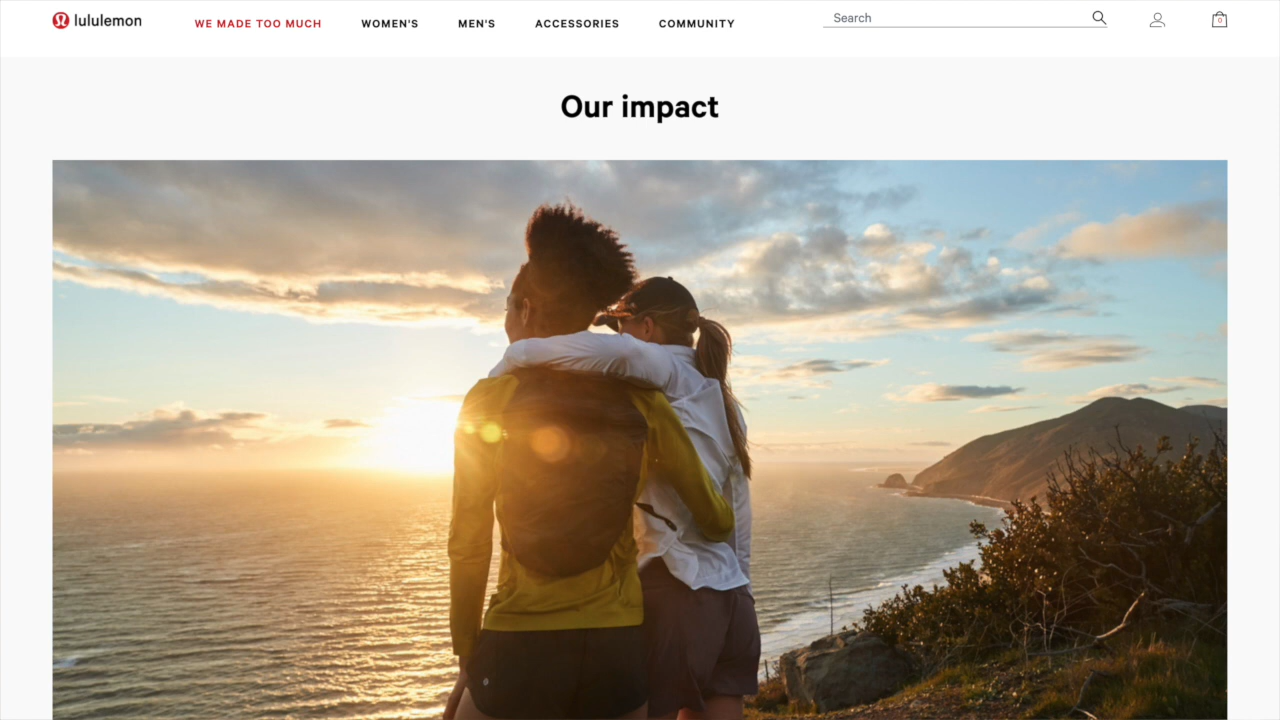 lululemon
WE MADE TOO MUCH
WOMEN'S
MEN'S
ACCESSORIES
COMMUNITY
Search
0
Our impact